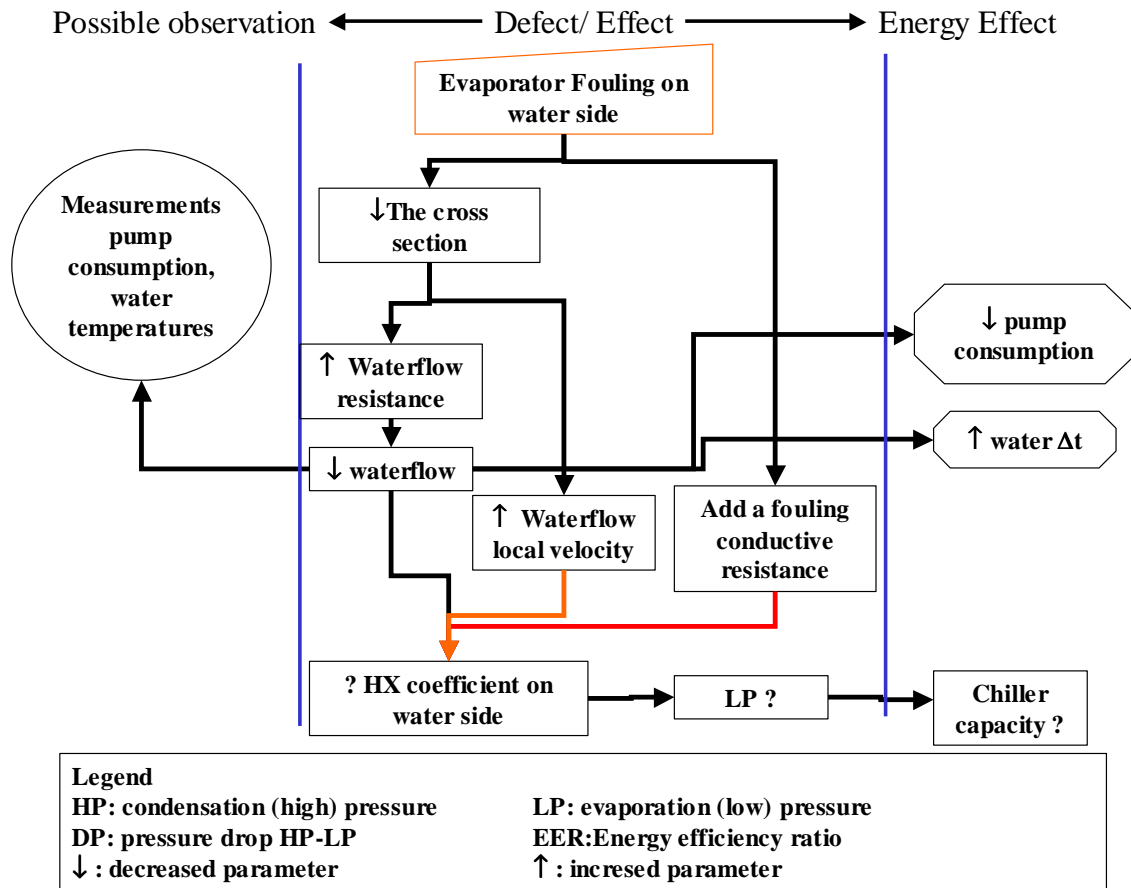 Possible observation
Defect/ Effect
Energy Effect
Evaporator Fouling on
water side
Measurements
pump
consumption,
water
temperatures
↓The cross
section
↑ Waterflow
resistance
↓ pump
consumption
↓ waterflow
↑ water Δt
↑ Waterflow
local velocity
Add a fouling
conductive
resistance
? HX coefficient on
water side
LP ?
Chiller
capacity ?
Legend
HP: condensation (high) pressure
LP: evaporation (low) pressure
DP: pressure drop HP-LP
EER:Energy efficiency ratio
↓ : decreased parameter
↑ : incresed parameter